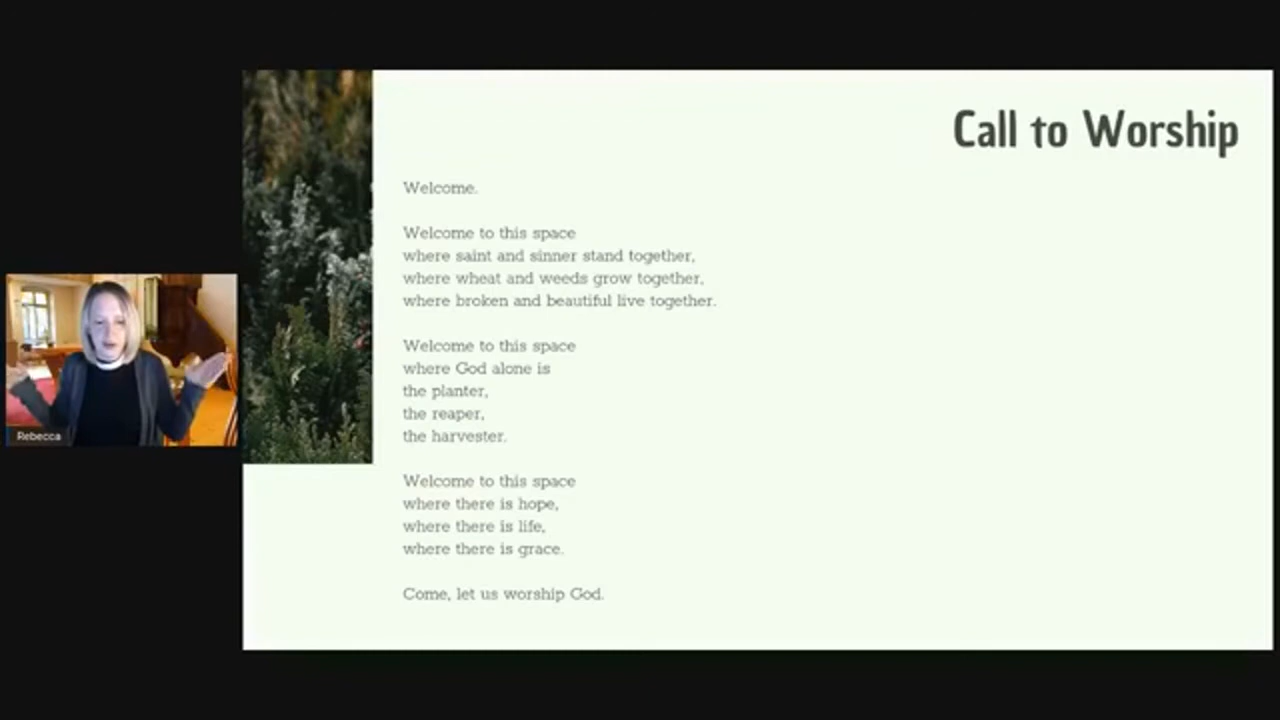 Call to Worship
Welcome.
Welcome to this space
where saint and sinner stand together,
where wheat and weeds grow together,
where broken and beautiful live together.
Welcome to this space
where God alone is
the planter,
the reaper,
the harvester.
Welcome to this space
where there is hope,
where there is life,
where there is grace.
Come, let us worship God.
Rebecca